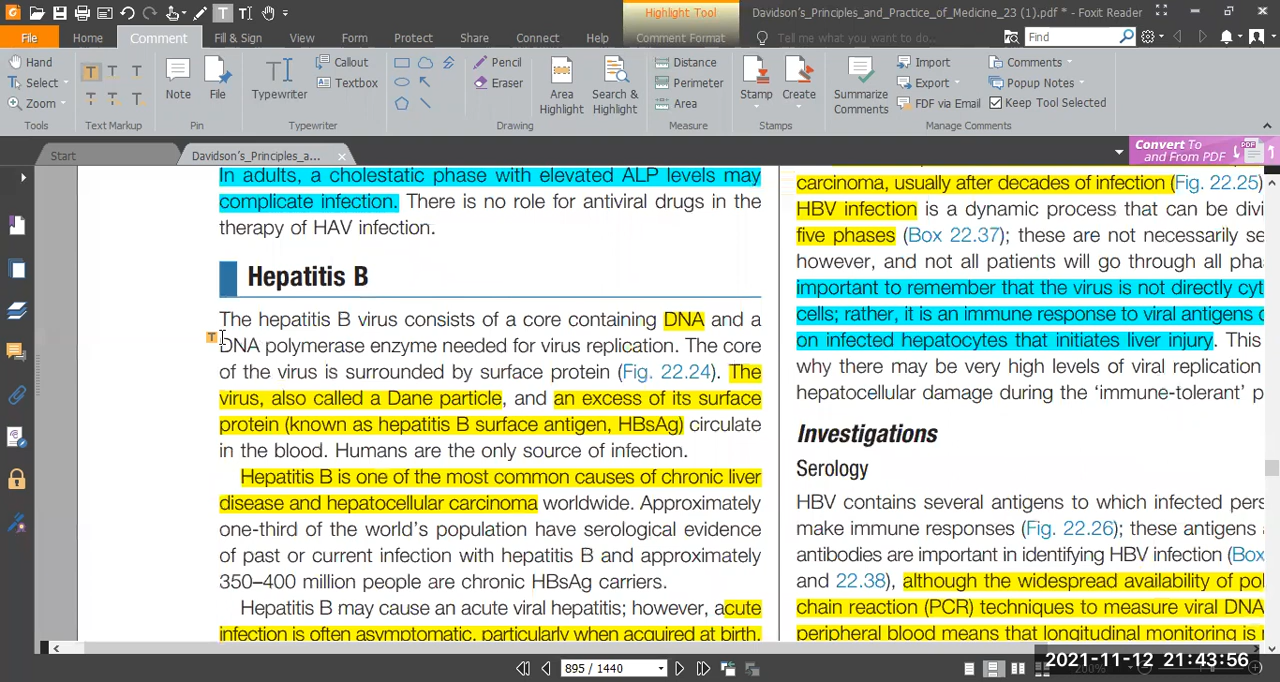 Highlight Tool
Davidson's_Principles_and_Practice_of_Medicine_23 (1).pdf * - Foxit Reader
File Home Comment Fill & Sign View Form Protect Share Connect Help Comment Format Tell me what you want to do... Find
Hand
Select
Zoom
Tools
Text Markup
Note
File
Pin
Typewriter
Callout
Textbox
Typewriter
Pencil
Eraser
Drawing
Area Highlight
Search & Highlight
Distance
Perimeter
Area
Measure
Stamp
Create
Stamps
Summarize Comments
Import
Export
FDF via Email
Comments
Popup Notes
Keep Tool Selected
Manage Comments
Start
Davidson's_Principles_a...
Convert To
and From PDF
PDF
In adults, a cholestatic phase with elevated ALP levels may
complicate infection. There is no role for antiviral drugs in the
therapy of HAV infection.
Hepatitis B
The hepatitis B virus consists of a core containing DNA and a
DNA polymerase enzyme needed for virus replication. The core
of the virus is surrounded by surface protein (Fig. 22.24). The
virus, also called a Dane particle, and an excess of its surface
protein (known as hepatitis B surface antigen, HBsAg) circulate
in the blood. Humans are the only source of infection.
Hepatitis B is one of the most common causes of chronic liver
disease and hepatocellular carcinoma worldwide. Approximately
one-third of the world's population have serological evidence
of past or current infection with hepatitis B and approximately
350–400 million people are chronic HBsAg carriers.
Hepatitis B may cause an acute viral hepatitis; however, acute
infection is often asymptomatic, particularly when acquired at birth.
carcinoma, usually after decades of infection (Fig. 22.25)
HBV infection is a dynamic process that can be divi
five phases (Box 22.37); these are not necessarily se
however, and not all patients will go through all pha
important to remember that the virus is not directly cyt
cells; rather, it is an immune response to viral antigens
on infected hepatocytes that initiates liver injury. This
why there may be very high levels of viral replication
hepatocellular damage during the 'immune-tolerant' p
Investigations
Serology
HBV contains several antigens to which infected pers
make immune responses (Fig. 22.26); these antigens
antibodies are important in identifying HBV infection (Box
and 22.38), although the widespread availability of pol
chain reaction (PCR) techniques to measure viral DNA
peripheral blood means that longitudinal monitoring is
895 / 1440
2021-11-12 21:43:56